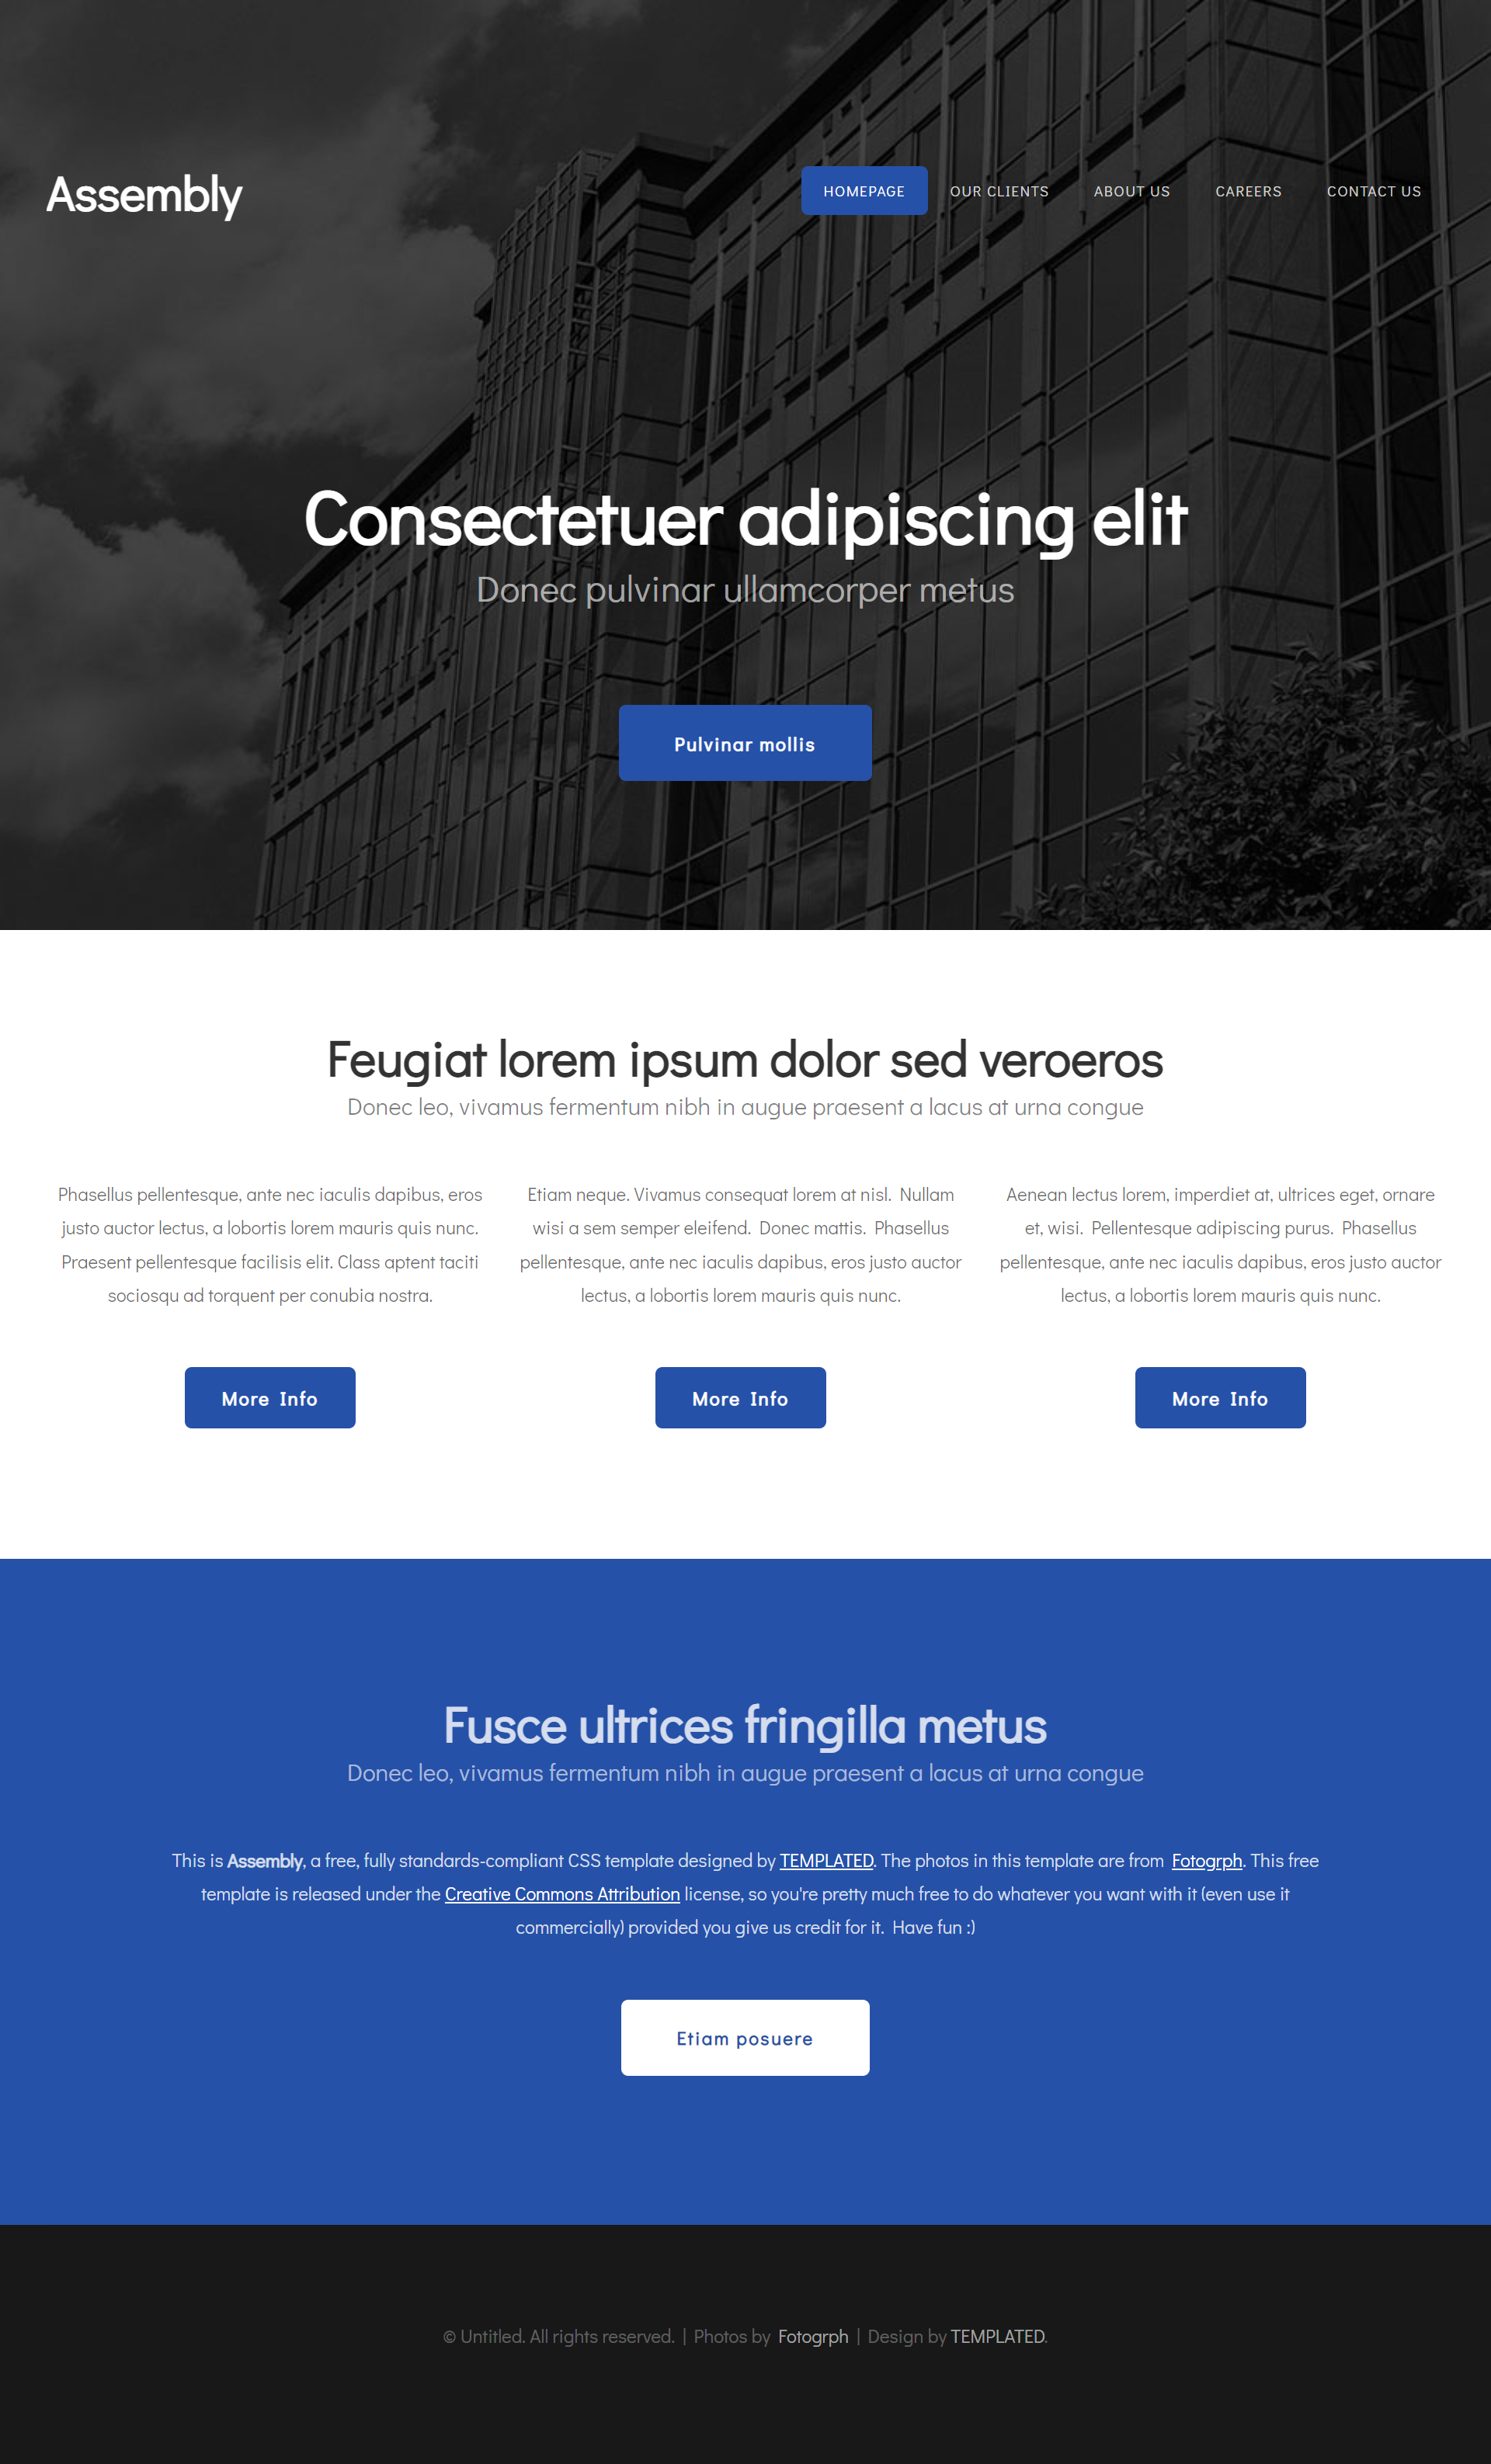 Assembly
HOMEPAGE OUR CLIENTS ABOUT US CAREERS CONTACT US
Consectetuer adipiscing elit
Donec pulvinar ullamcorper metus
Pulvinar mollis
Feugiat lorem ipsum dolor sed veroeros
Donec leo, vivamus fermentum nibh in augue praesent a lacus at urna congue
Phasellus pellentesque, ante nec iaculis dapibus, eros
justo auctor lectus, a lobortis lorem mauris quis nunc.
Praesent pellentesque facilisis elit. Class aptent taciti
sociosqu ad torquent per conubia nostra.
More Info
Etiam neque. Vivamus consequat lorem at nisl. Nullam
wisi a sem semper eleifend. Donec mattis. Phasellus
pellentesque, ante nec iaculis dapibus, eros justo auctor
lectus, a lobortis lorem mauris quis nunc.
More Info
Aenean lectus lorem, imperdiet at, ultrices eget, ornare
et, wisi. Pellentesque adipiscing purus. Phasellus
pellentesque, ante nec iaculis dapibus, eros justo auctor
lectus, a lobortis lorem mauris quis nunc.
More Info
Fusce ultrices fringilla metus
Donec leo, vivamus fermentum nibh in augue praesent a lacus at urna congue
This is Assembly, a free, fully standards-compliant CSS template designed by TEMPLATED. The photos in this template are from Fotogrph. This free
template is released under the Creative Commons Attribution license, so you're pretty much free to do whatever you want with it (even use it
commercially) provided you give us credit for it. Have fun :)
Etiam posuere
© Untitled. All rights reserved. | Photos by Fotogrph | Design by TEMPLATED.